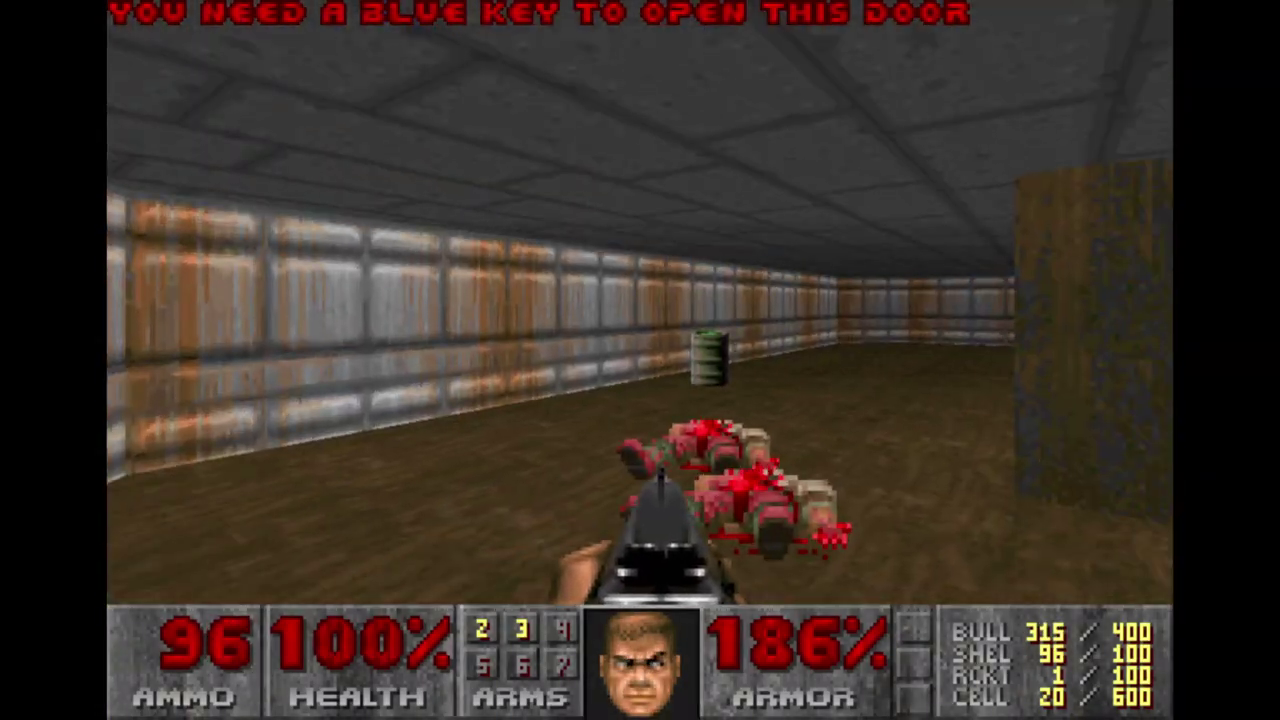 YOU NEED A BLUE KEY TO OPEN THIS DOOR
96 100% 2 3 4 186% BULL 315 / 400
5 6 7 SHEL 96 / 100
RCKT 1 / 100
AMMO HEALTH ARMS ARMOR CELL 20 / 600